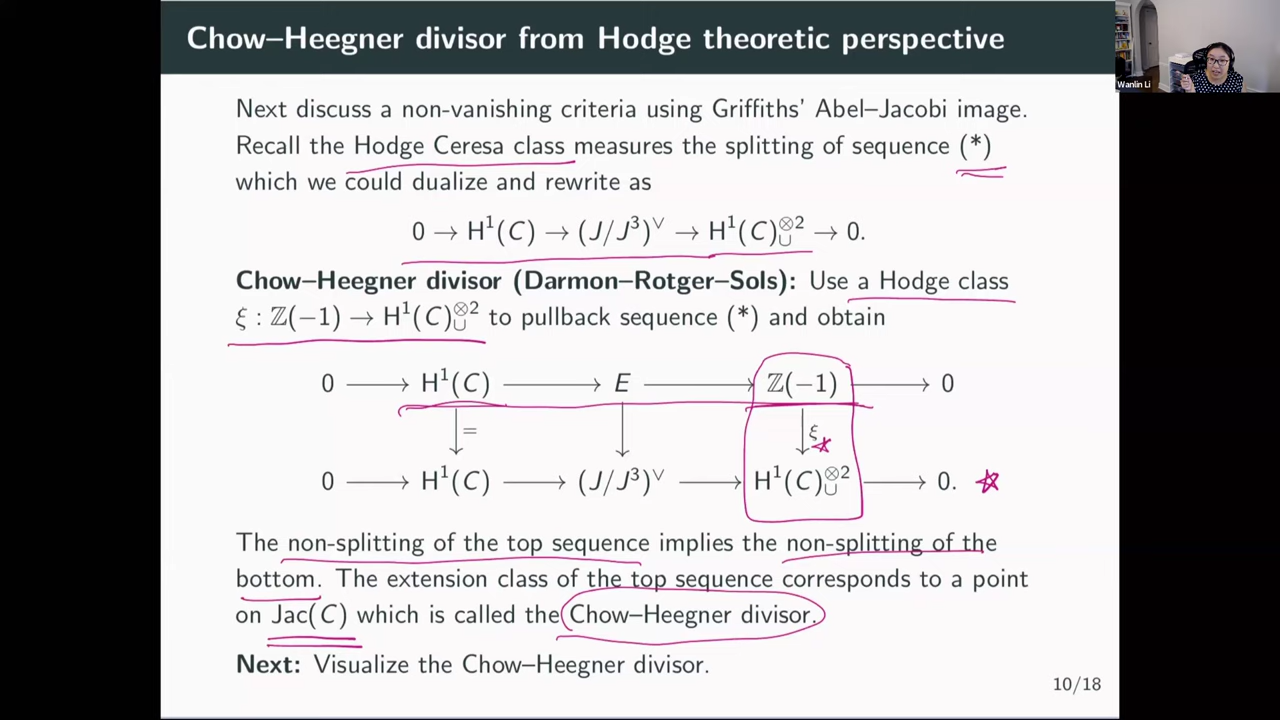 Chow–Heegner divisor from Hodge theoretic perspective
Wanlin Li
Next discuss a non-vanishing criteria using Griffiths' Abel–Jacobi image.
Recall the Hodge Ceresa class measures the splitting of sequence (*)
which we could dualize and rewrite as
0 → H¹(C) → (J/J³)^∨ → H¹(C)_∪^{⊗2} → 0.
Chow–Heegner divisor (Darmon–Rotger–Sols): Use a Hodge class
ξ : ℤ(−1) → H¹(C)_∪^{⊗2} to pullback sequence (*) and obtain
0 ⟶ H¹(C) ⟶ E ⟶ ℤ(−1) ⟶ 0
= ξ
0 ⟶ H¹(C) ⟶ (J/J³)^∨ ⟶ H¹(C)_∪^{⊗2} ⟶ 0.
The non-splitting of the top sequence implies the non-splitting of the
bottom. The extension class of the top sequence corresponds to a point
on Jac(C) which is called the Chow–Heegner divisor.
Next: Visualize the Chow–Heegner divisor.
10/18